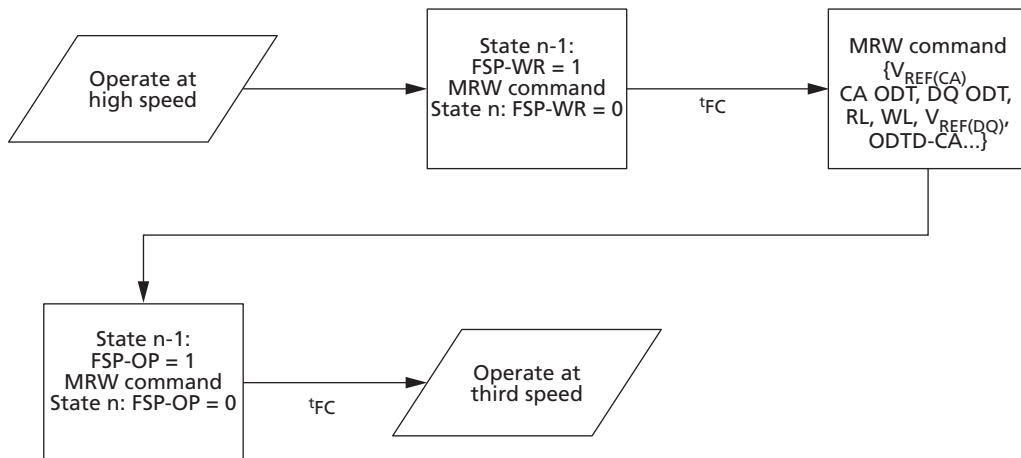 Operate at
high speed
State n-1:
FSP-WR = 1
MRW command
State n: FSP-WR = 0
tFC
MRW command
{VREF(CA)
CA ODT, DQ ODT,
RL, WL, VREF(DQ),
ODTD-CA...}
State n-1:
FSP-OP = 1
MRW command
State n: FSP-OP = 0
tFC
Operate at
third speed